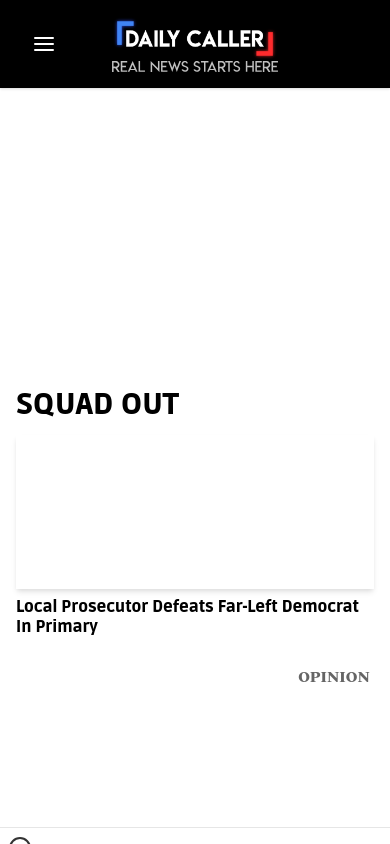 DAILY CALLER
REAL NEWS STARTS HERE
SQUAD OUT
Local Prosecutor Defeats Far-Left Democrat
In Primary
OPINION